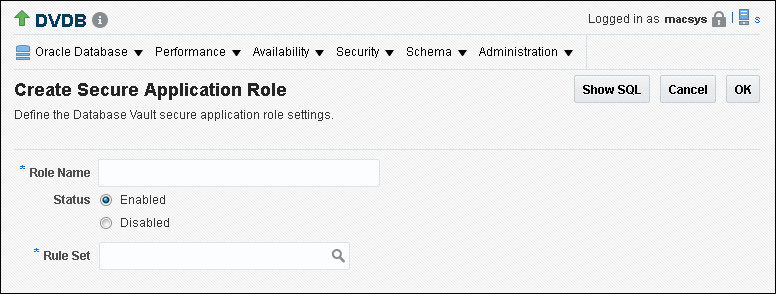 DVDB
Logged in as macsys s
Oracle Database Performance Availability Security Schema Administration
Create Secure Application Role
Show SQL Cancel OK
Define the Database Vault secure application role settings.
* Role Name
Status Enabled
Disabled
* Rule Set